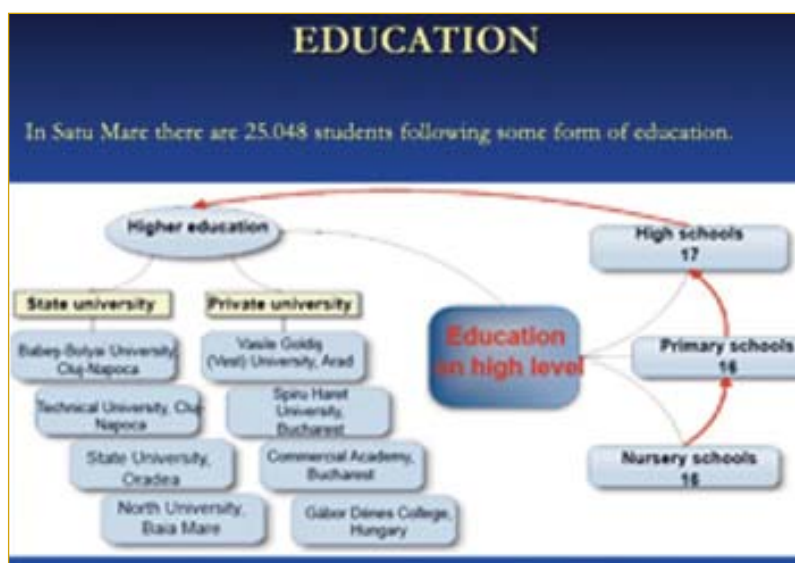 EDUCATION
In Satu Mare there are 25.048 students following some form of education.
Higher education
State university
Babeş-Bolyai University,
Cluj-Napoca
Technical University, Cluj-
Napoca
State University,
Oradea
North University,
Baia Mare
Private university
Vasile Goldiş
(Vest) University, Arad
Spiru Haret
University,
Bucharest
Commercial Academy,
Bucharest
Gábor Dénes College,
Hungary
Education
on high level
High schools
17
Primary schools
16
Nursery schools
16